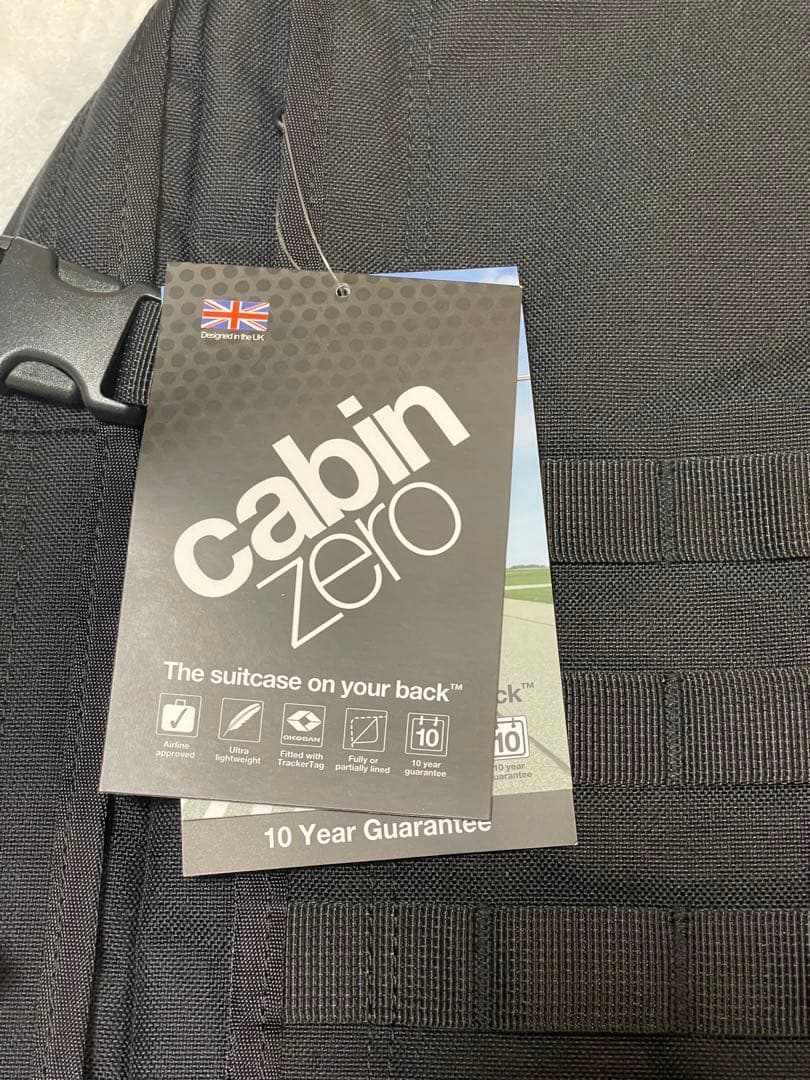 Designed in the UK
cabin
zero
The suitcase on your back™
Airline
approved
Ultra
lightweight
OKOBAN
Fitted with
TrackerTag
Fully or
partially lined
10
10 year
guarantee
ck™
10
10 year
guarantee
10 Year Guarantee